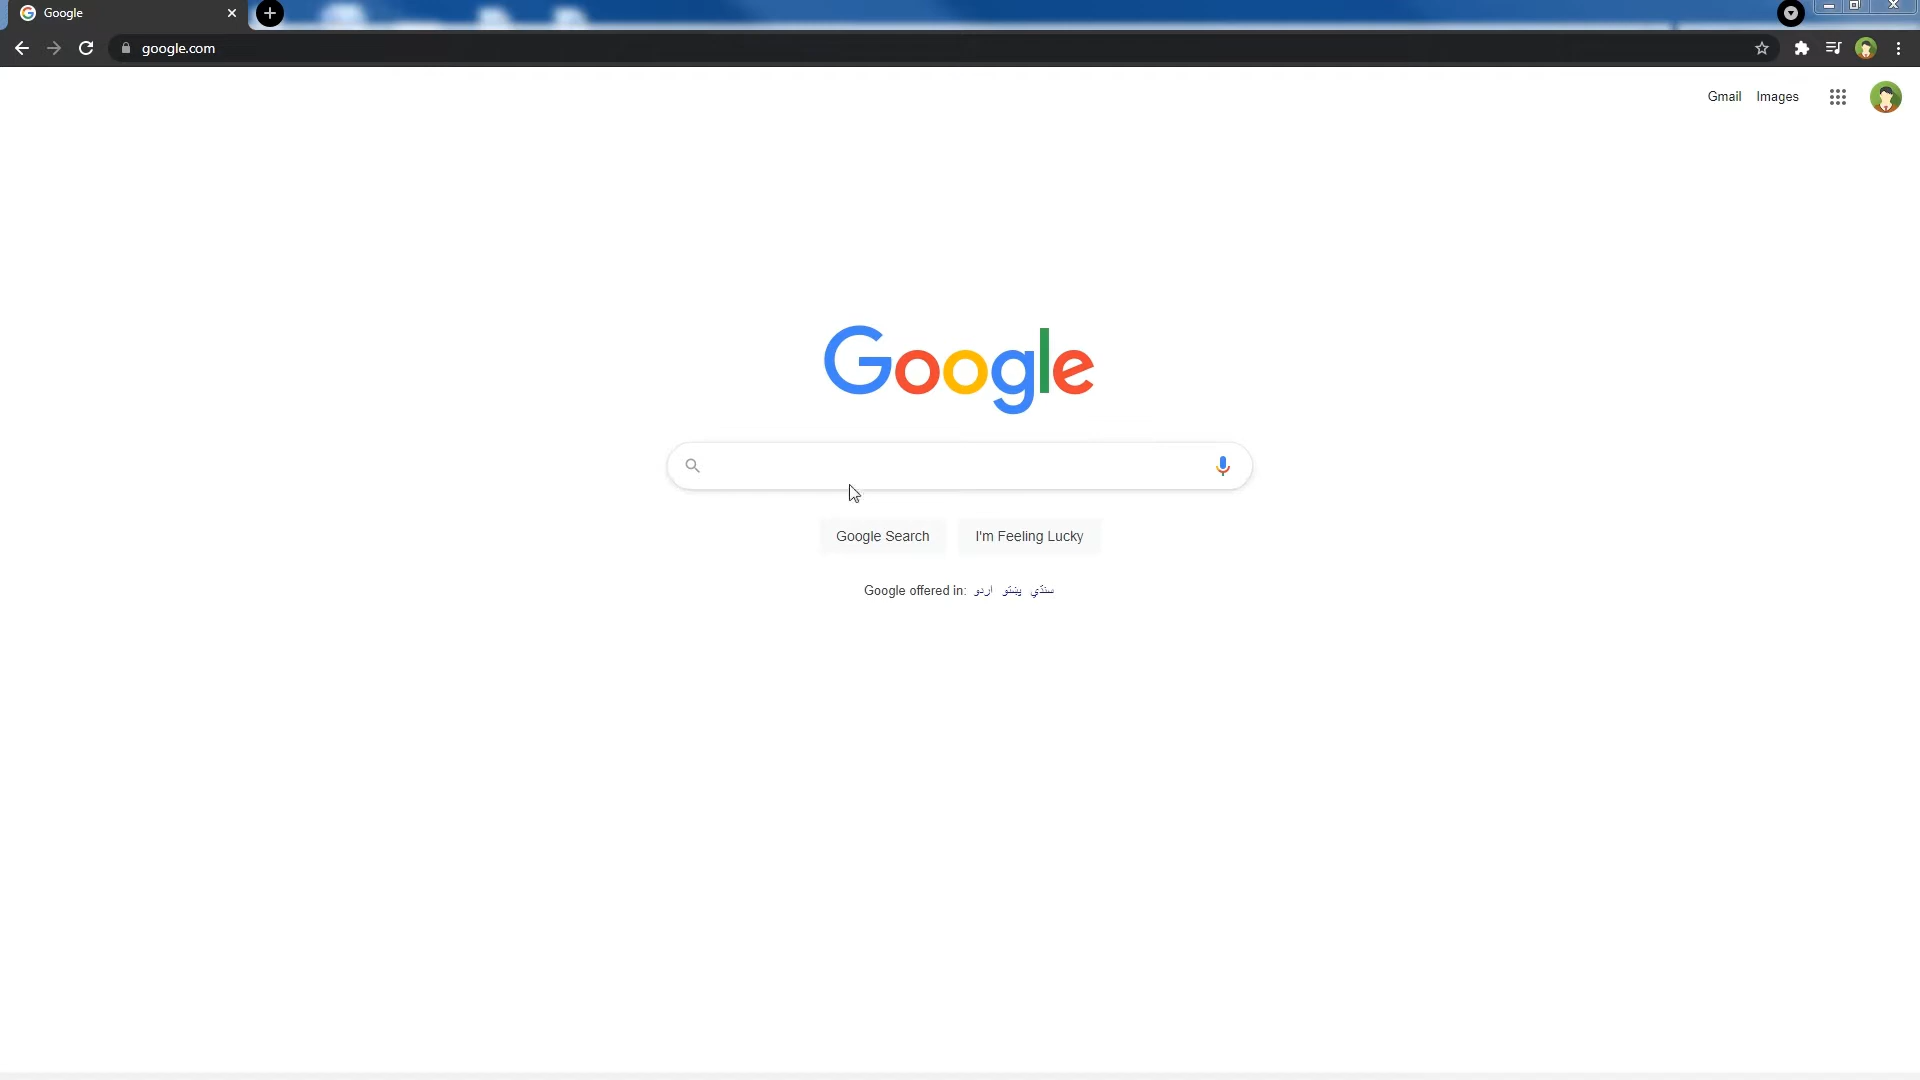 Google
google.com
Gmail Images
Google
Google Search I'm Feeling Lucky
Google offered in: اردو پښتو سنڌي